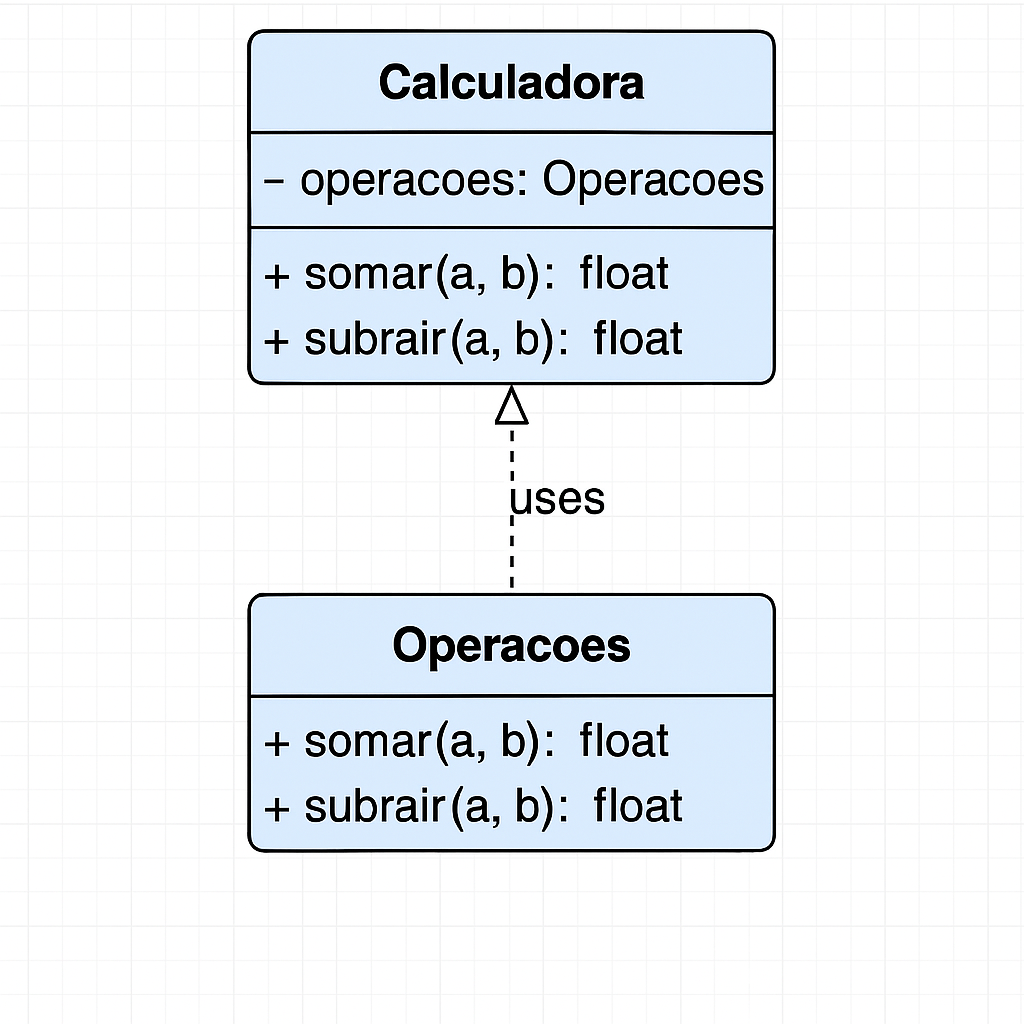 Calculadora
– operacoes: Operacoes
+ somar(a, b): float
+ subrair(a, b): float
uses
Operacoes
+ somar(a, b): float
+ subrair(a, b): float